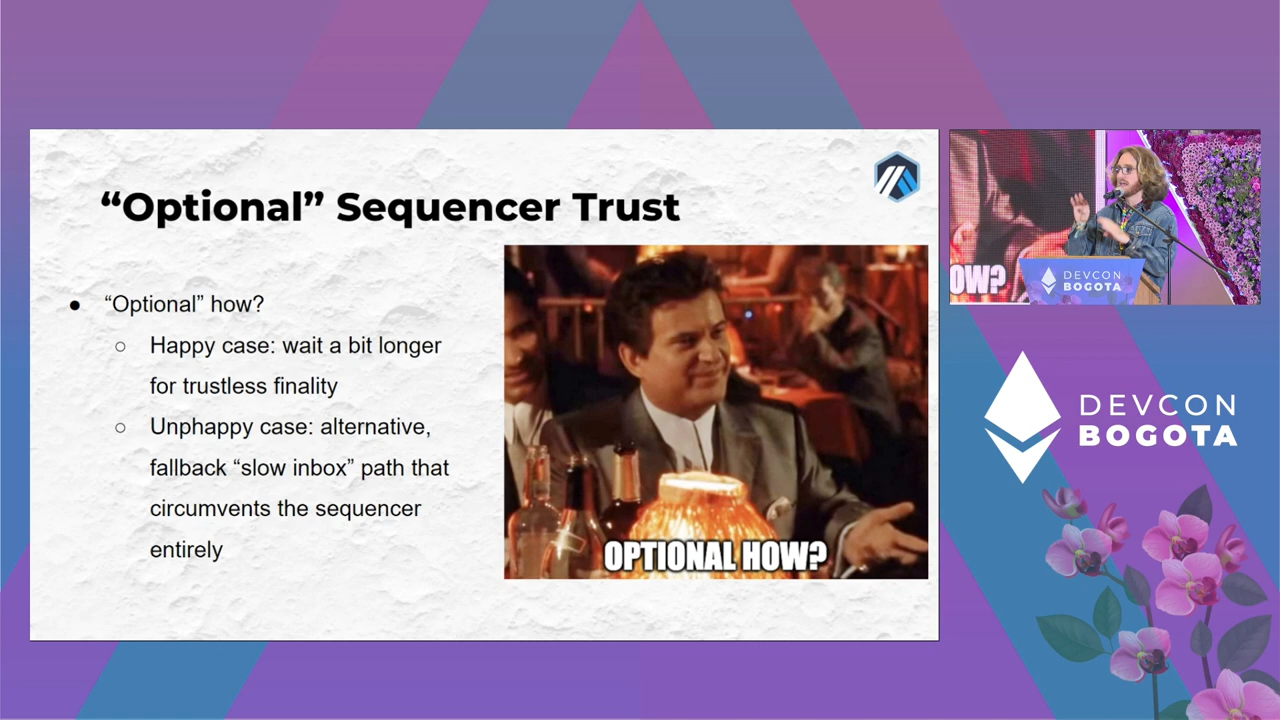 “Optional” Sequencer Trust
● “Optional” how?
○ Happy case: wait a bit longer
for trustless finality
○ Unphappy case: alternative,
fallback “slow inbox” path that
circumvents the sequencer
entirely
OPTIONAL HOW?
OW?
DEVCON
BOGOTA
DEVCON
BOGOTA